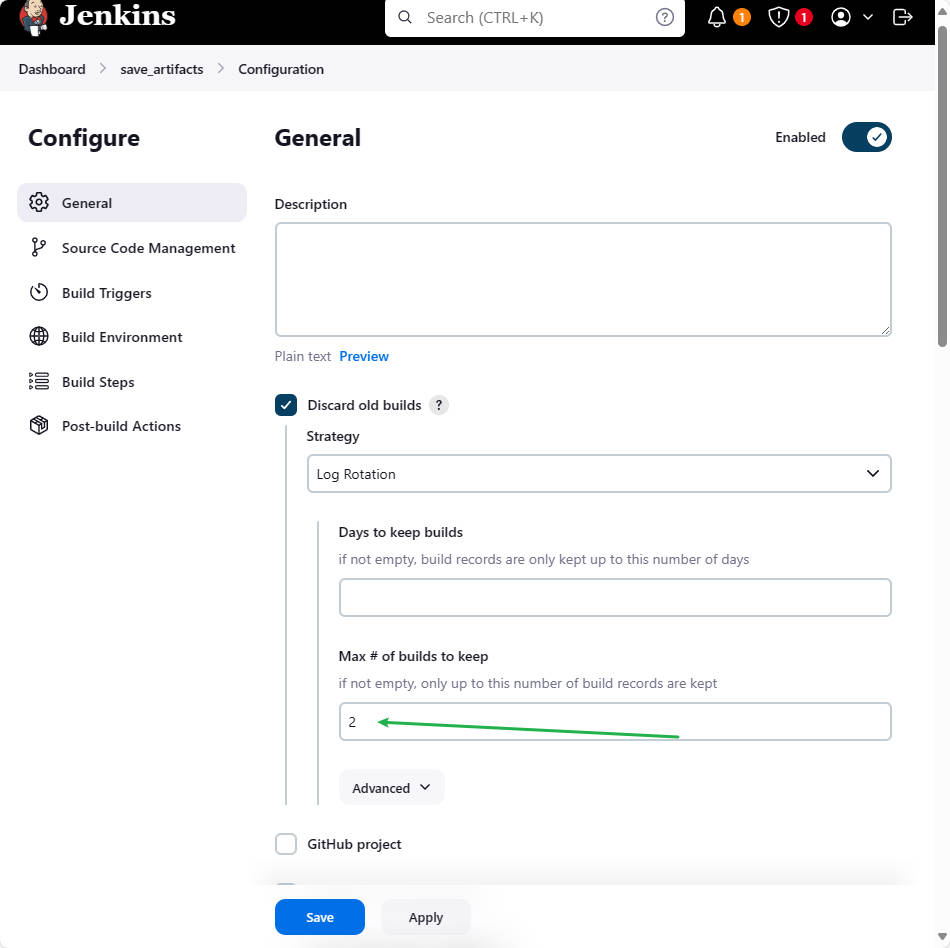 Jenkins
Search (CTRL+K)
?
1
1
Dashboard > save_artifacts > Configuration
Configure
General
Source Code Management
Build Triggers
Build Environment
Build Steps
Post-build Actions
General
Enabled
Description
Plain text Preview
Discard old builds ?
Strategy
Log Rotation
Days to keep builds
if not empty, build records are only kept up to this number of days
Max # of builds to keep
if not empty, only up to this number of build records are kept
2
Advanced
GitHub project
Save
Apply